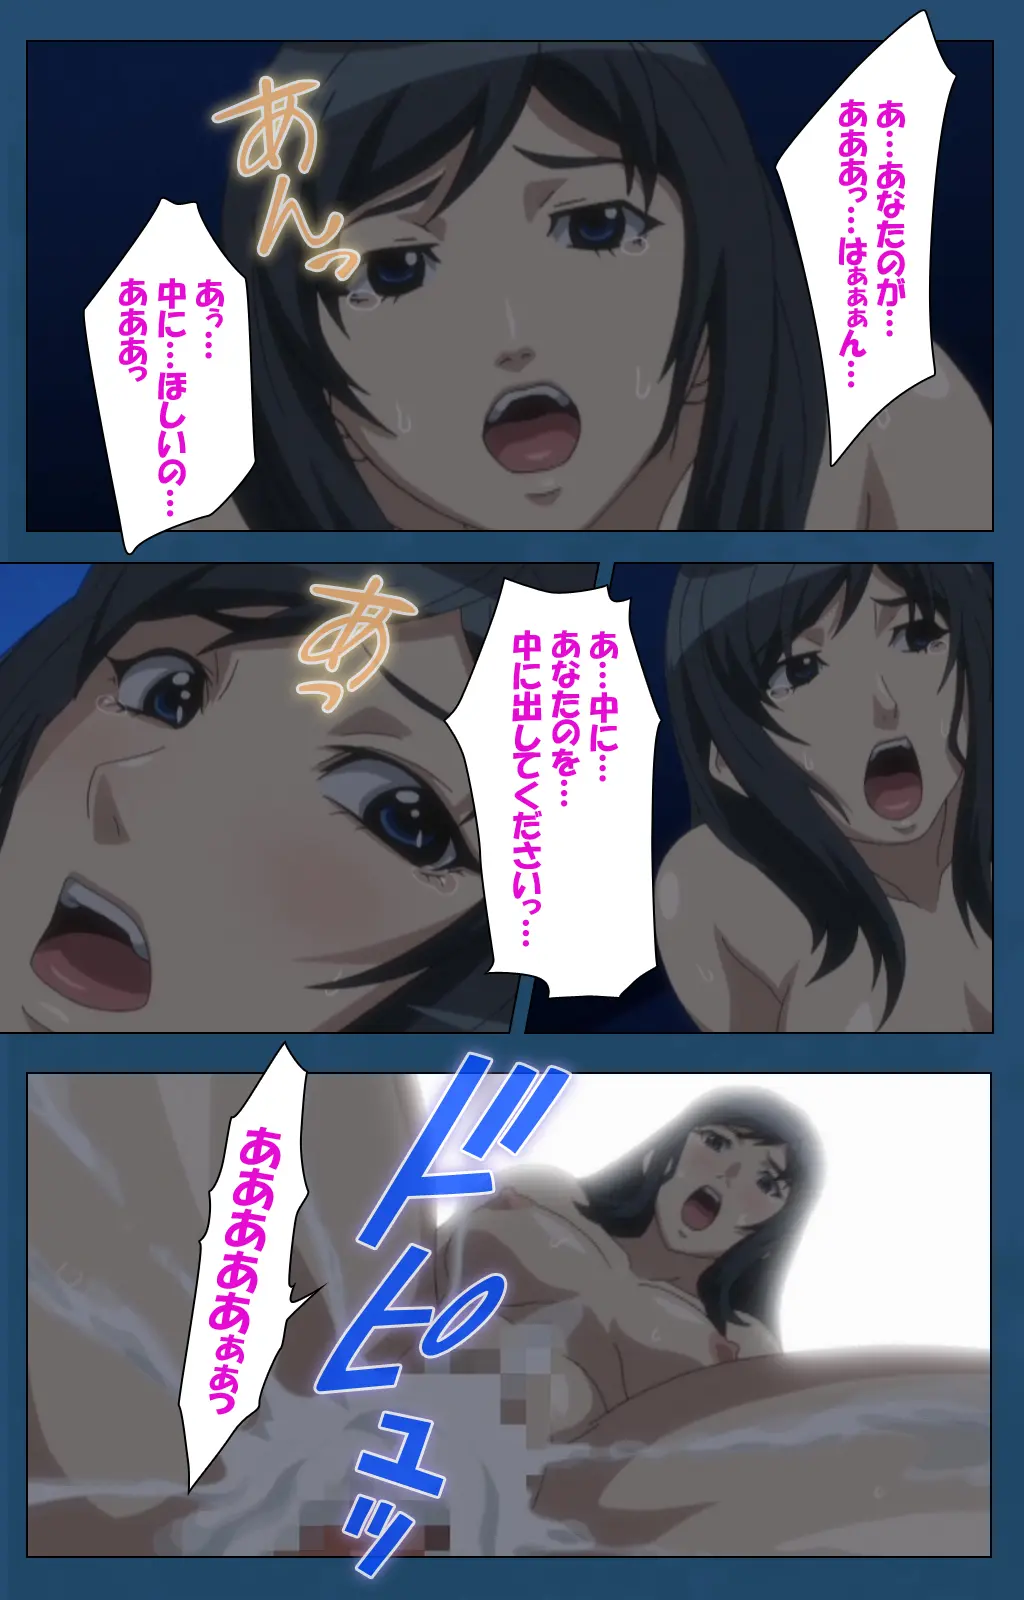 あ…あなたのが…
あああっ…はぁぁぁん…
あんっ
あぅ…
中に…ほしいの…
あああっ
あ…中に…
あなたのを…
中に出してくださいっ…
あっ
ドピュッ
あああああぁぁっ